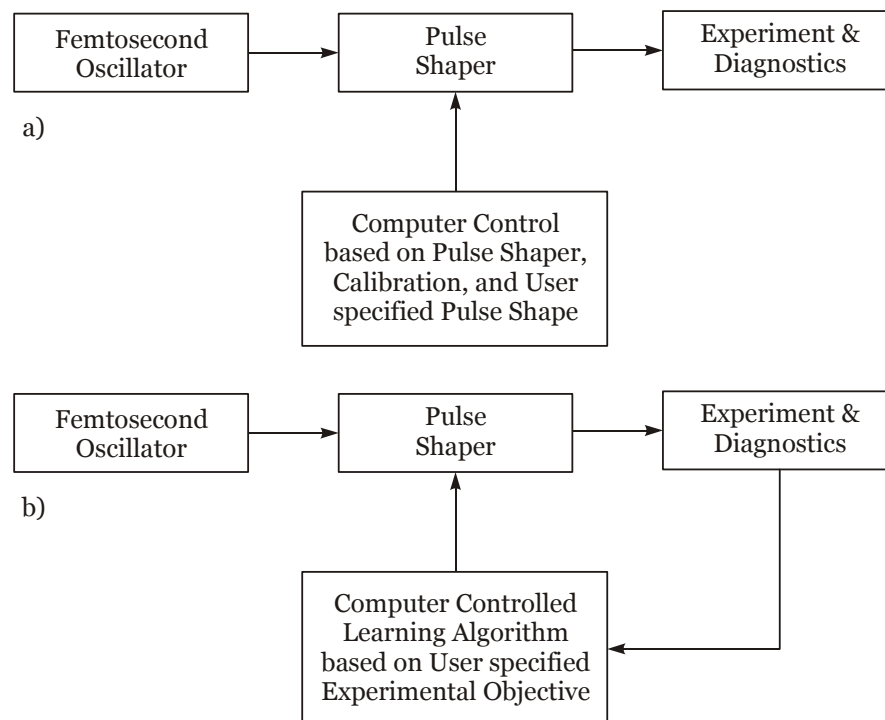 Femtosecond
Oscillator
Pulse
Shaper
Experiment &
Diagnostics
a)
Computer Control
based on Pulse Shaper,
Calibration, and User
specified Pulse Shape
Femtosecond
Oscillator
Pulse
Shaper
Experiment &
Diagnostics
b)
Computer Controlled
Learning Algorithm
based on User specified
Experimental Objective